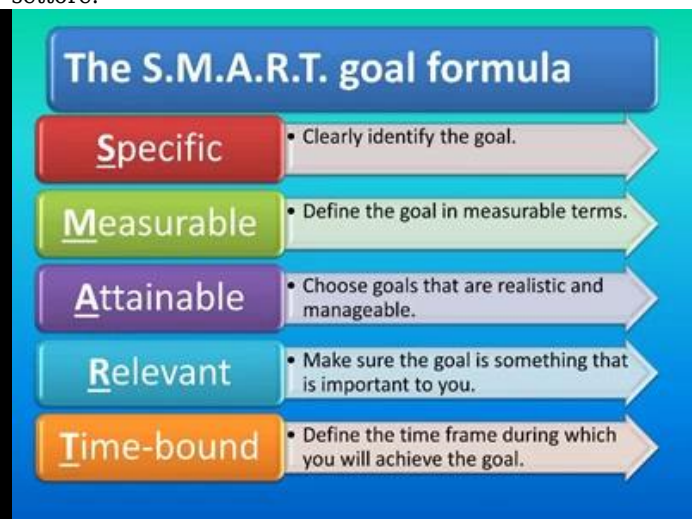 settore.
The S.M.A.R.T. goal formula
Specific
• Clearly identify the goal.
Measurable
• Define the goal in measurable terms.
Attainable
• Choose goals that are realistic and
manageable.
Relevant
• Make sure the goal is something that
is important to you.
Time-bound
• Define the time frame during which
you will achieve the goal.